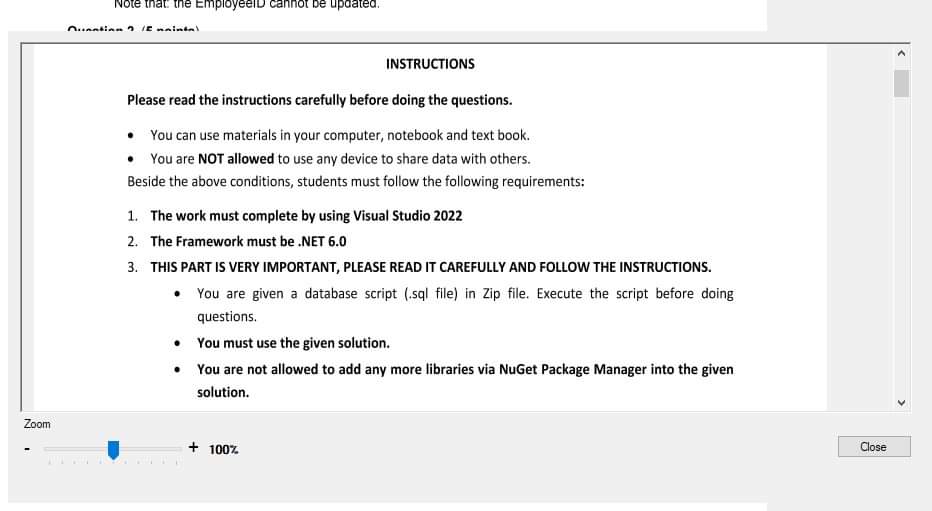 Note that: the EmployeeID cannot be updated.
Question 2 (5 points)
INSTRUCTIONS
Please read the instructions carefully before doing the questions.
• You can use materials in your computer, notebook and text book.
• You are NOT allowed to use any device to share data with others.
Beside the above conditions, students must follow the following requirements:
1. The work must complete by using Visual Studio 2022
2. The Framework must be .NET 6.0
3. THIS PART IS VERY IMPORTANT, PLEASE READ IT CAREFULLY AND FOLLOW THE INSTRUCTIONS.
• You are given a database script (.sql file) in Zip file. Execute the script before doing
questions.
• You must use the given solution.
• You are not allowed to add any more libraries via NuGet Package Manager into the given
solution.
Zoom
- + 100%
Close